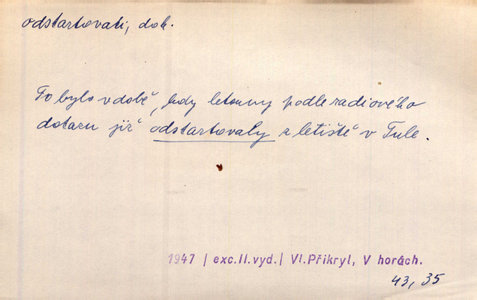 odstartovati, dok.
To bylo v době, kdy letouny podle radiového
dotazu již odstartovaly z letiště v Tule.
1947 / exc. II. vyd. / Vl. Přikryl, V horách.
43, 35